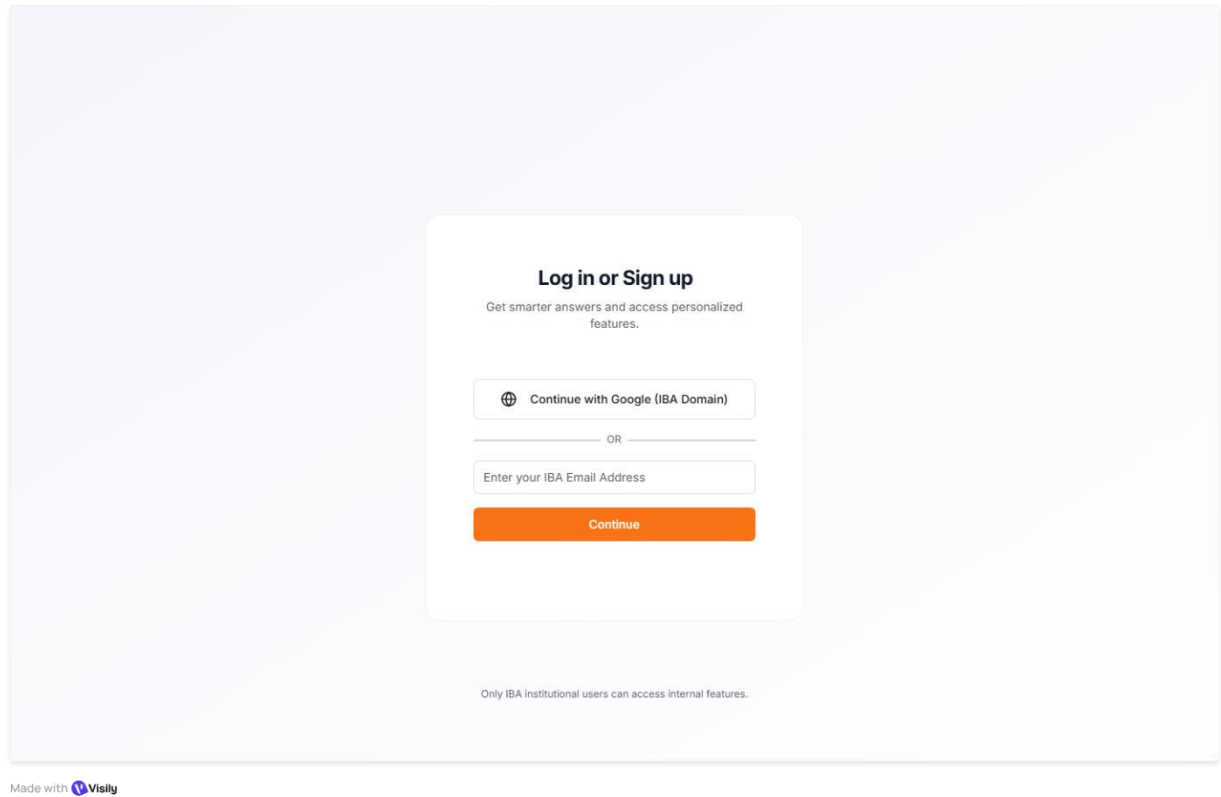 Log in or Sign up
Get smarter answers and access personalized
features.
Continue with Google (IBA Domain)
OR
Enter your IBA Email Address
Continue
Only IBA institutional users can access internal features.
Made with Visily